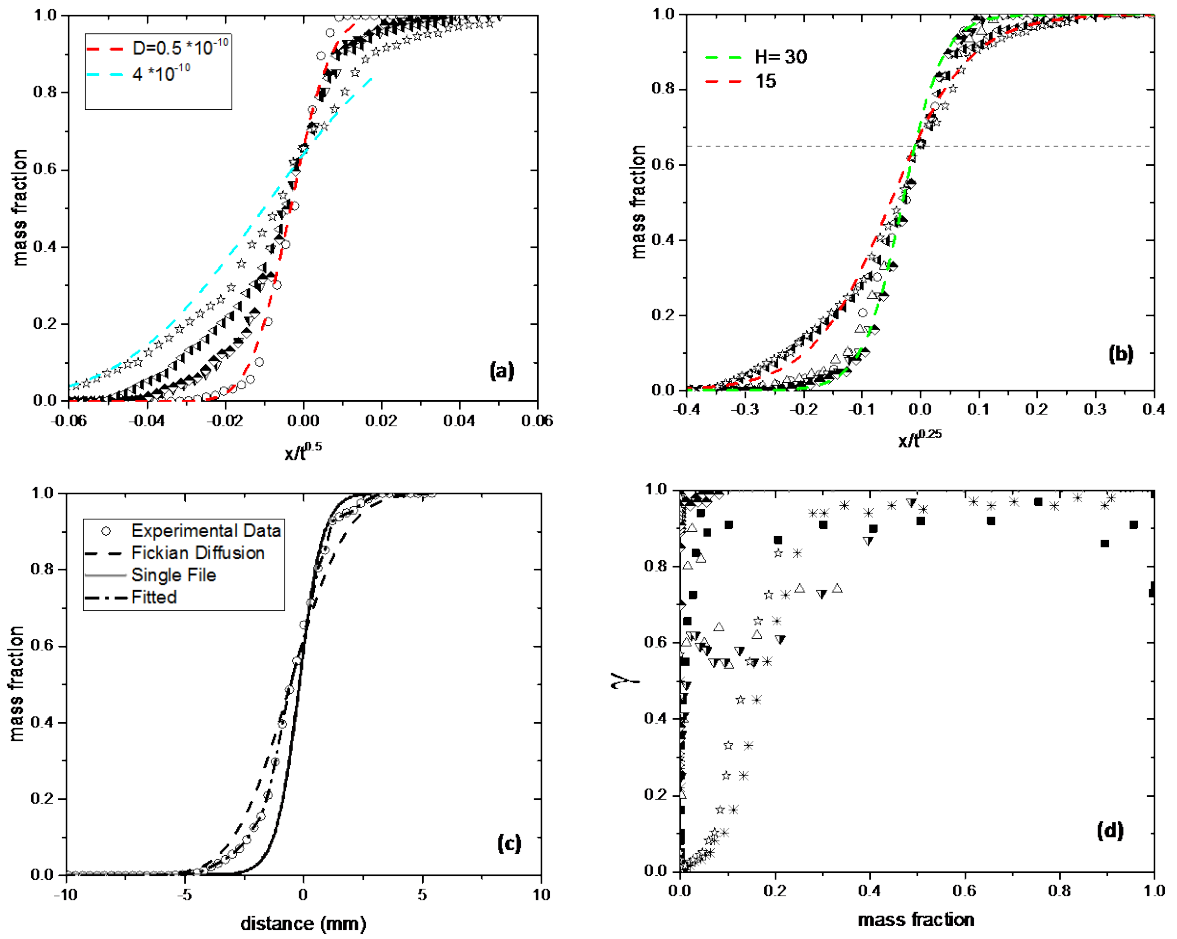 1.0
0.8
0.6
0.4
0.2
0.0
mass fraction
D=0.5 *10-10
4 *10-10
(a)
-0.06 -0.04 -0.02 0.00 0.02 0.04 0.06
x/t0.5
1.0
0.8
0.6
0.4
0.2
0.0
mass fraction
H= 30
15
(b)
-0.4 -0.3 -0.2 -0.1 0.0 0.1 0.2 0.3 0.4
x/t0.25
1.0
0.8
0.6
0.4
0.2
0.0
mass fraction
Experimental Data
Fickian Diffusion
Single File
Fitted
(c)
-10 -5 0 5 10
distance (mm)
1.0
0.8
0.6
0.4
0.2
0.0
γ
(d)
0.0 0.2 0.4 0.6 0.8 1.0
mass fraction